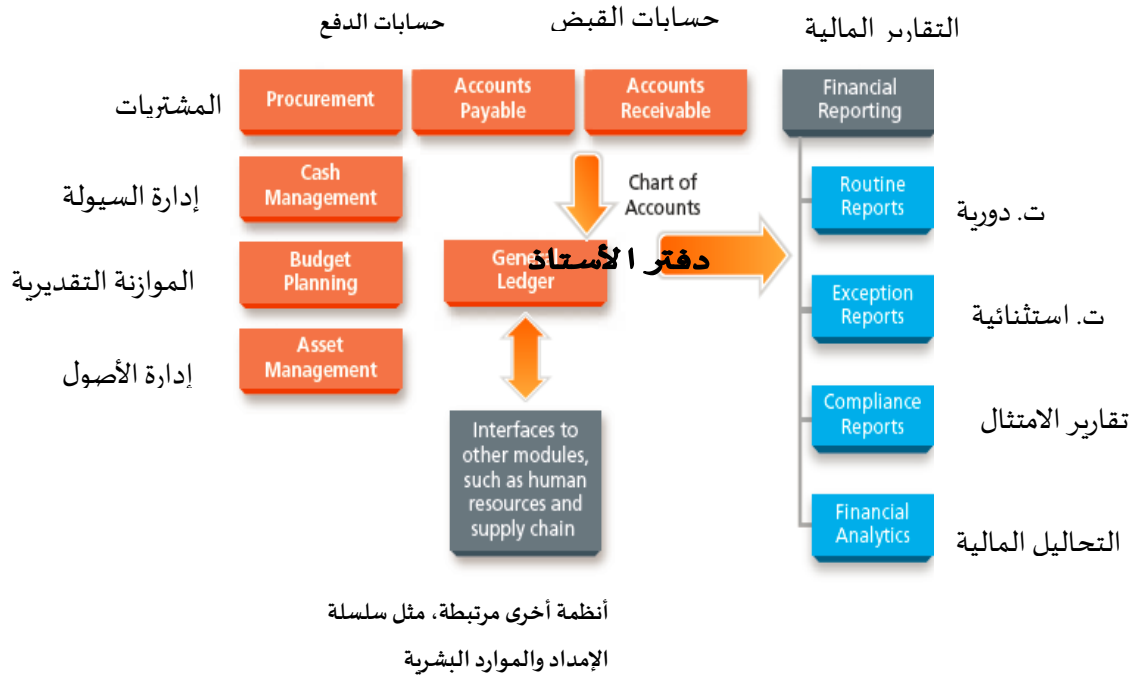 حسابات الدفع
حسابات القبض
التقارير المالية
المشتريات
Procurement
Accounts
Payable
Accounts
Receivable
Financial
Reporting
إدارة السيولة
Cash
Management
Chart of
Accounts
Routine
Reports
ت. دورية
الموازنة التقديرية
Budget
Planning
General
Ledger
دفتر الأستاذ
Exception
Reports
ت. استثنائية
إدارة الأصول
Asset
Management
Interfaces to
other modules,
such as human
resources and
supply chain
Compliance
Reports
تقارير الامتثال
Financial
Analytics
التحاليل المالية
أنظمة أخرى مرتبطة، مثل سلسلة
الإمداد والموارد البشرية